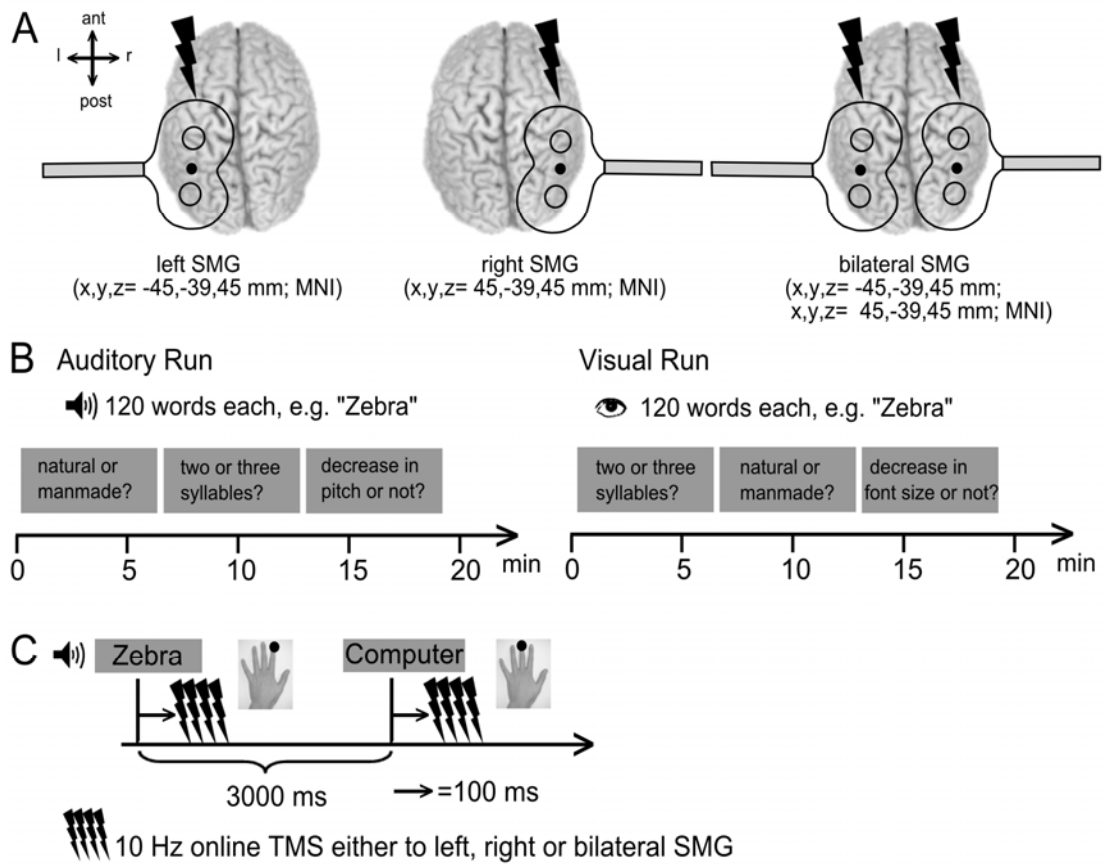 A
ant
l
r
post
left SMG
(x,y,z= -45,-39,45 mm; MNI)
right SMG
(x,y,z= 45,-39,45 mm; MNI)
bilateral SMG
(x,y,z= -45,-39,45 mm;
x,y,z= 45,-39,45 mm; MNI)
B
Auditory Run
120 words each, e.g. "Zebra"
natural or
manmade?
two or three
syllables?
decrease in
pitch or not?
0 5 10 15 20 min
Visual Run
120 words each, e.g. "Zebra"
two or three
syllables?
natural or
manmade?
decrease in
font size or not?
0 5 10 15 20 min
C
Zebra
Computer
3000 ms
=100 ms
10 Hz online TMS either to left, right or bilateral SMG